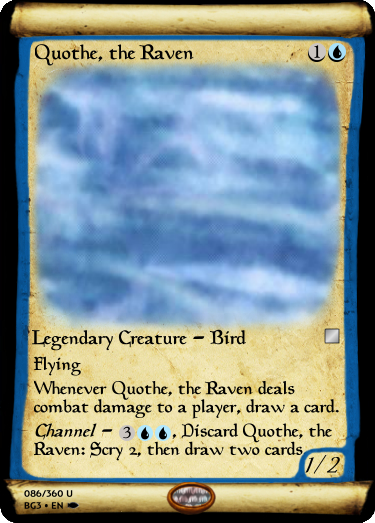 Quothe, the Raven 1
Legendary Creature – Bird
Flying
Whenever Quothe, the Raven deals
combat damage to a player, draw a card.
Channel – 3, Discard Quothe, the
Raven: Scry 2, then draw two cards
1/2
086/360 U
BG3 • EN